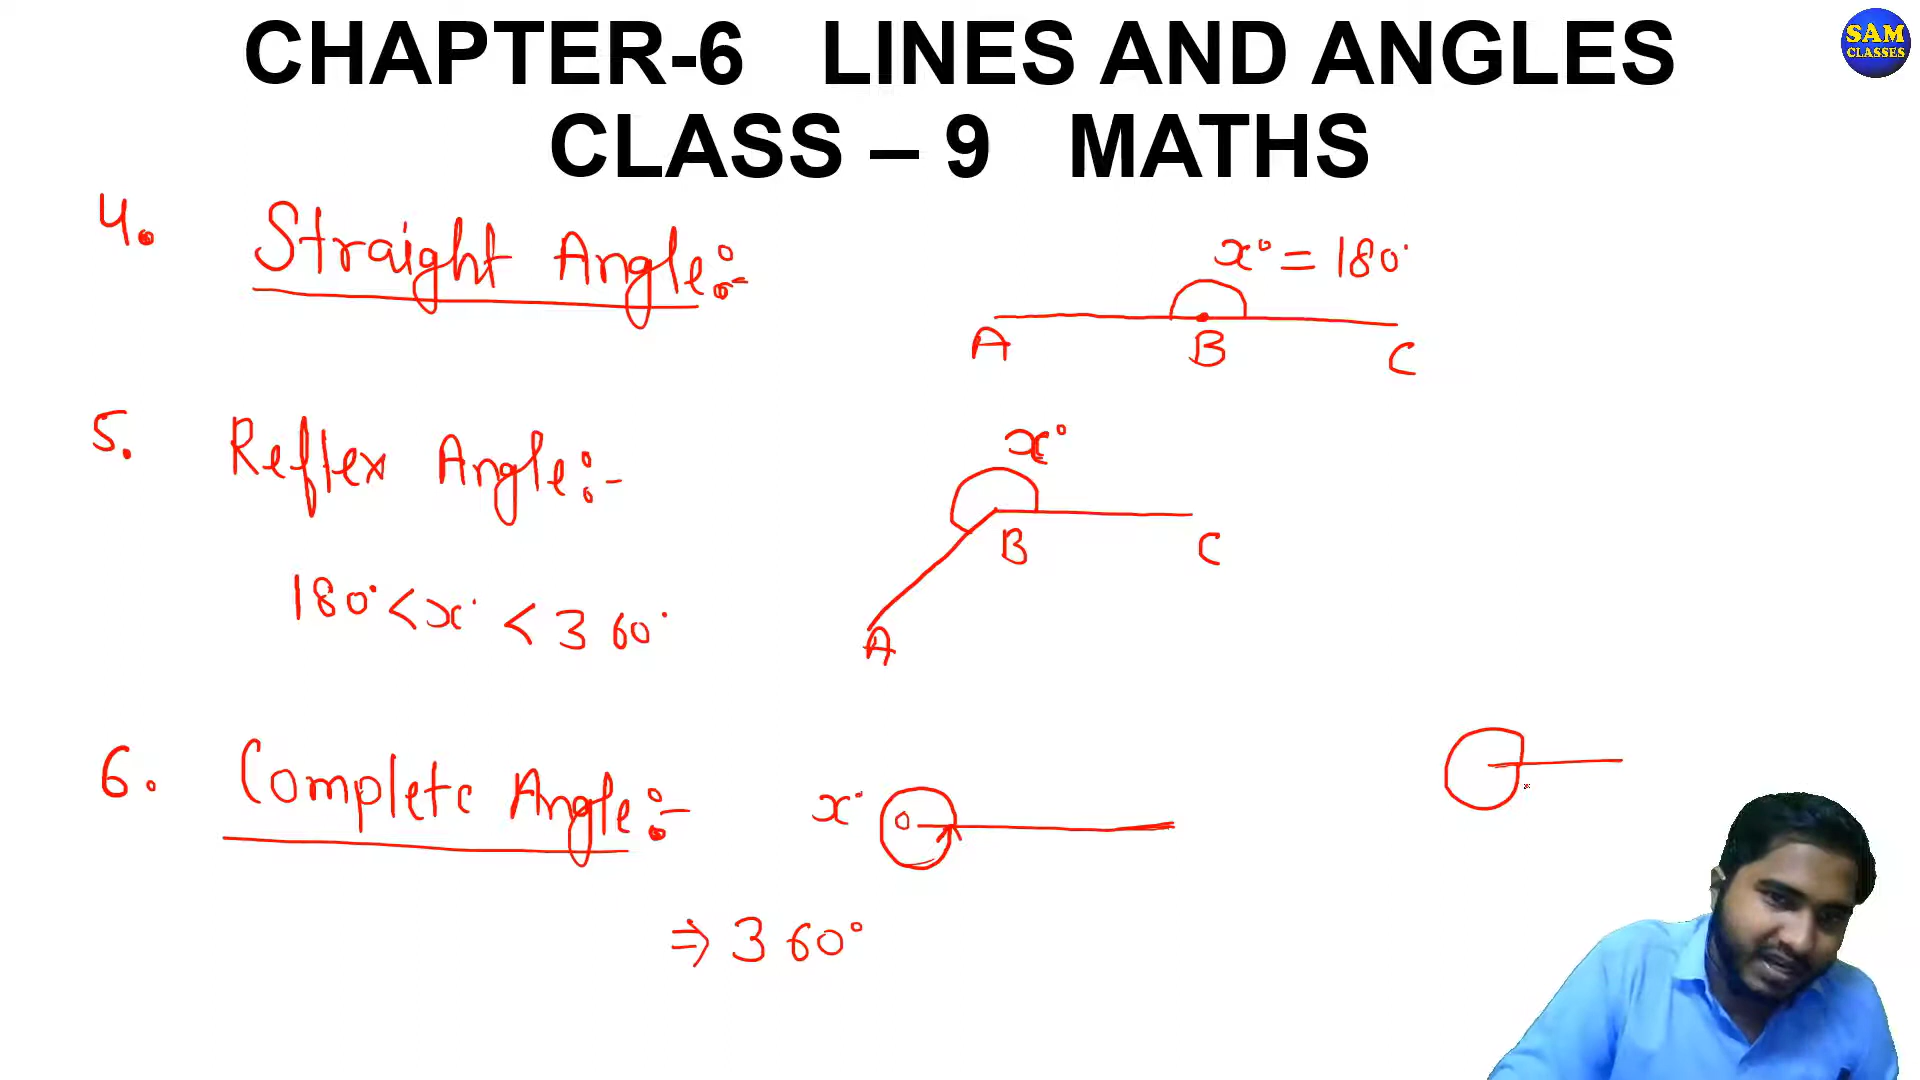 CHAPTER-6 LINES AND ANGLES
SAM
CLASSES
CLASS – 9 MATHS
4. Straight Angle:-
x° = 180°
A B C
5. Reflex Angle:-
x°
B C
180° < x° < 360°
A
6. Complete Angle:-
x° O
⇒ 360°